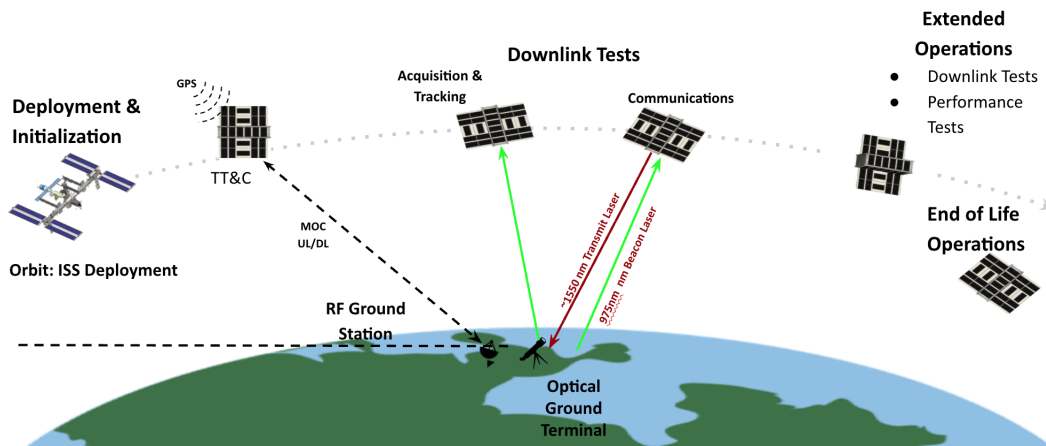 Deployment &
Initialization
Orbit: ISS Deployment
GPS
TT&C
MOC
UL/DL
RF Ground
Station
Downlink Tests
Acquisition &
Tracking
Communications
~1550 nm Transmit Laser
975nm nm Beacon Laser
Optical
Ground
Terminal
Extended
Operations
● Downlink Tests
● Performance
Tests
End of Life
Operations